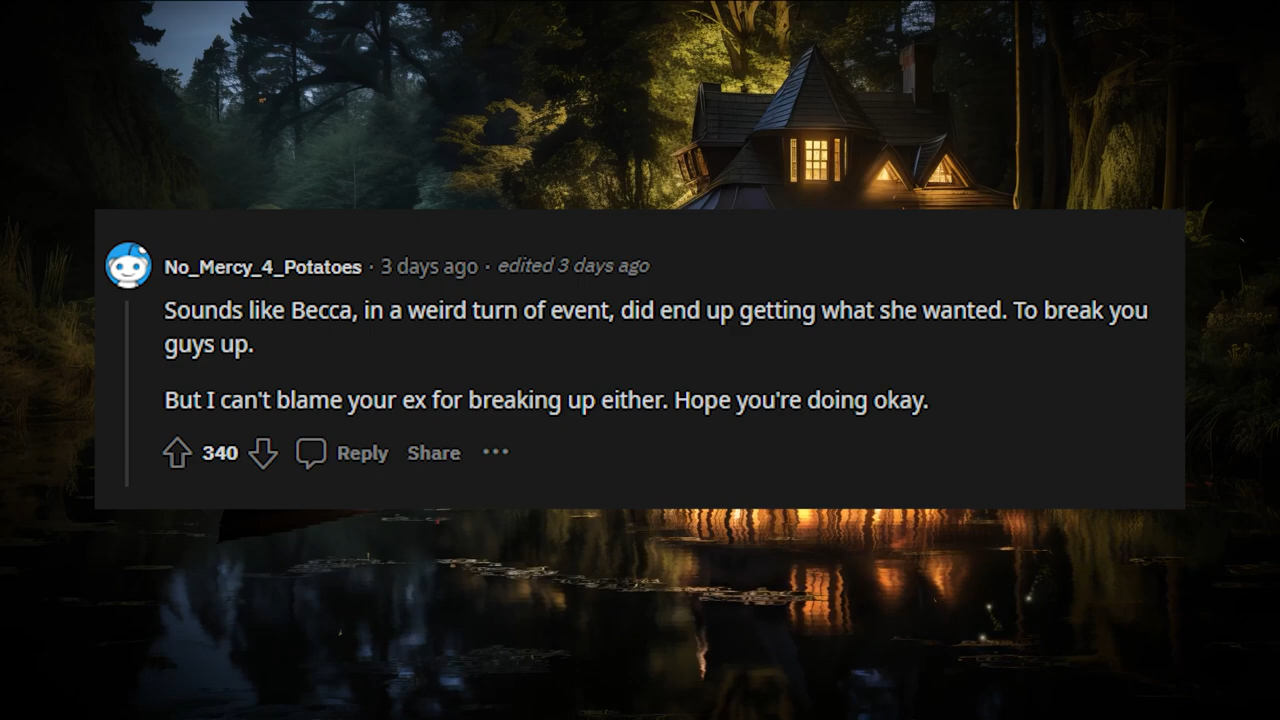 No_Mercy_4_Potatoes · 3 days ago · edited 3 days ago
Sounds like Becca, in a weird turn of event, did end up getting what she wanted. To break you
guys up.
But I can't blame your ex for breaking up either. Hope you're doing okay.
340 Reply Share ···